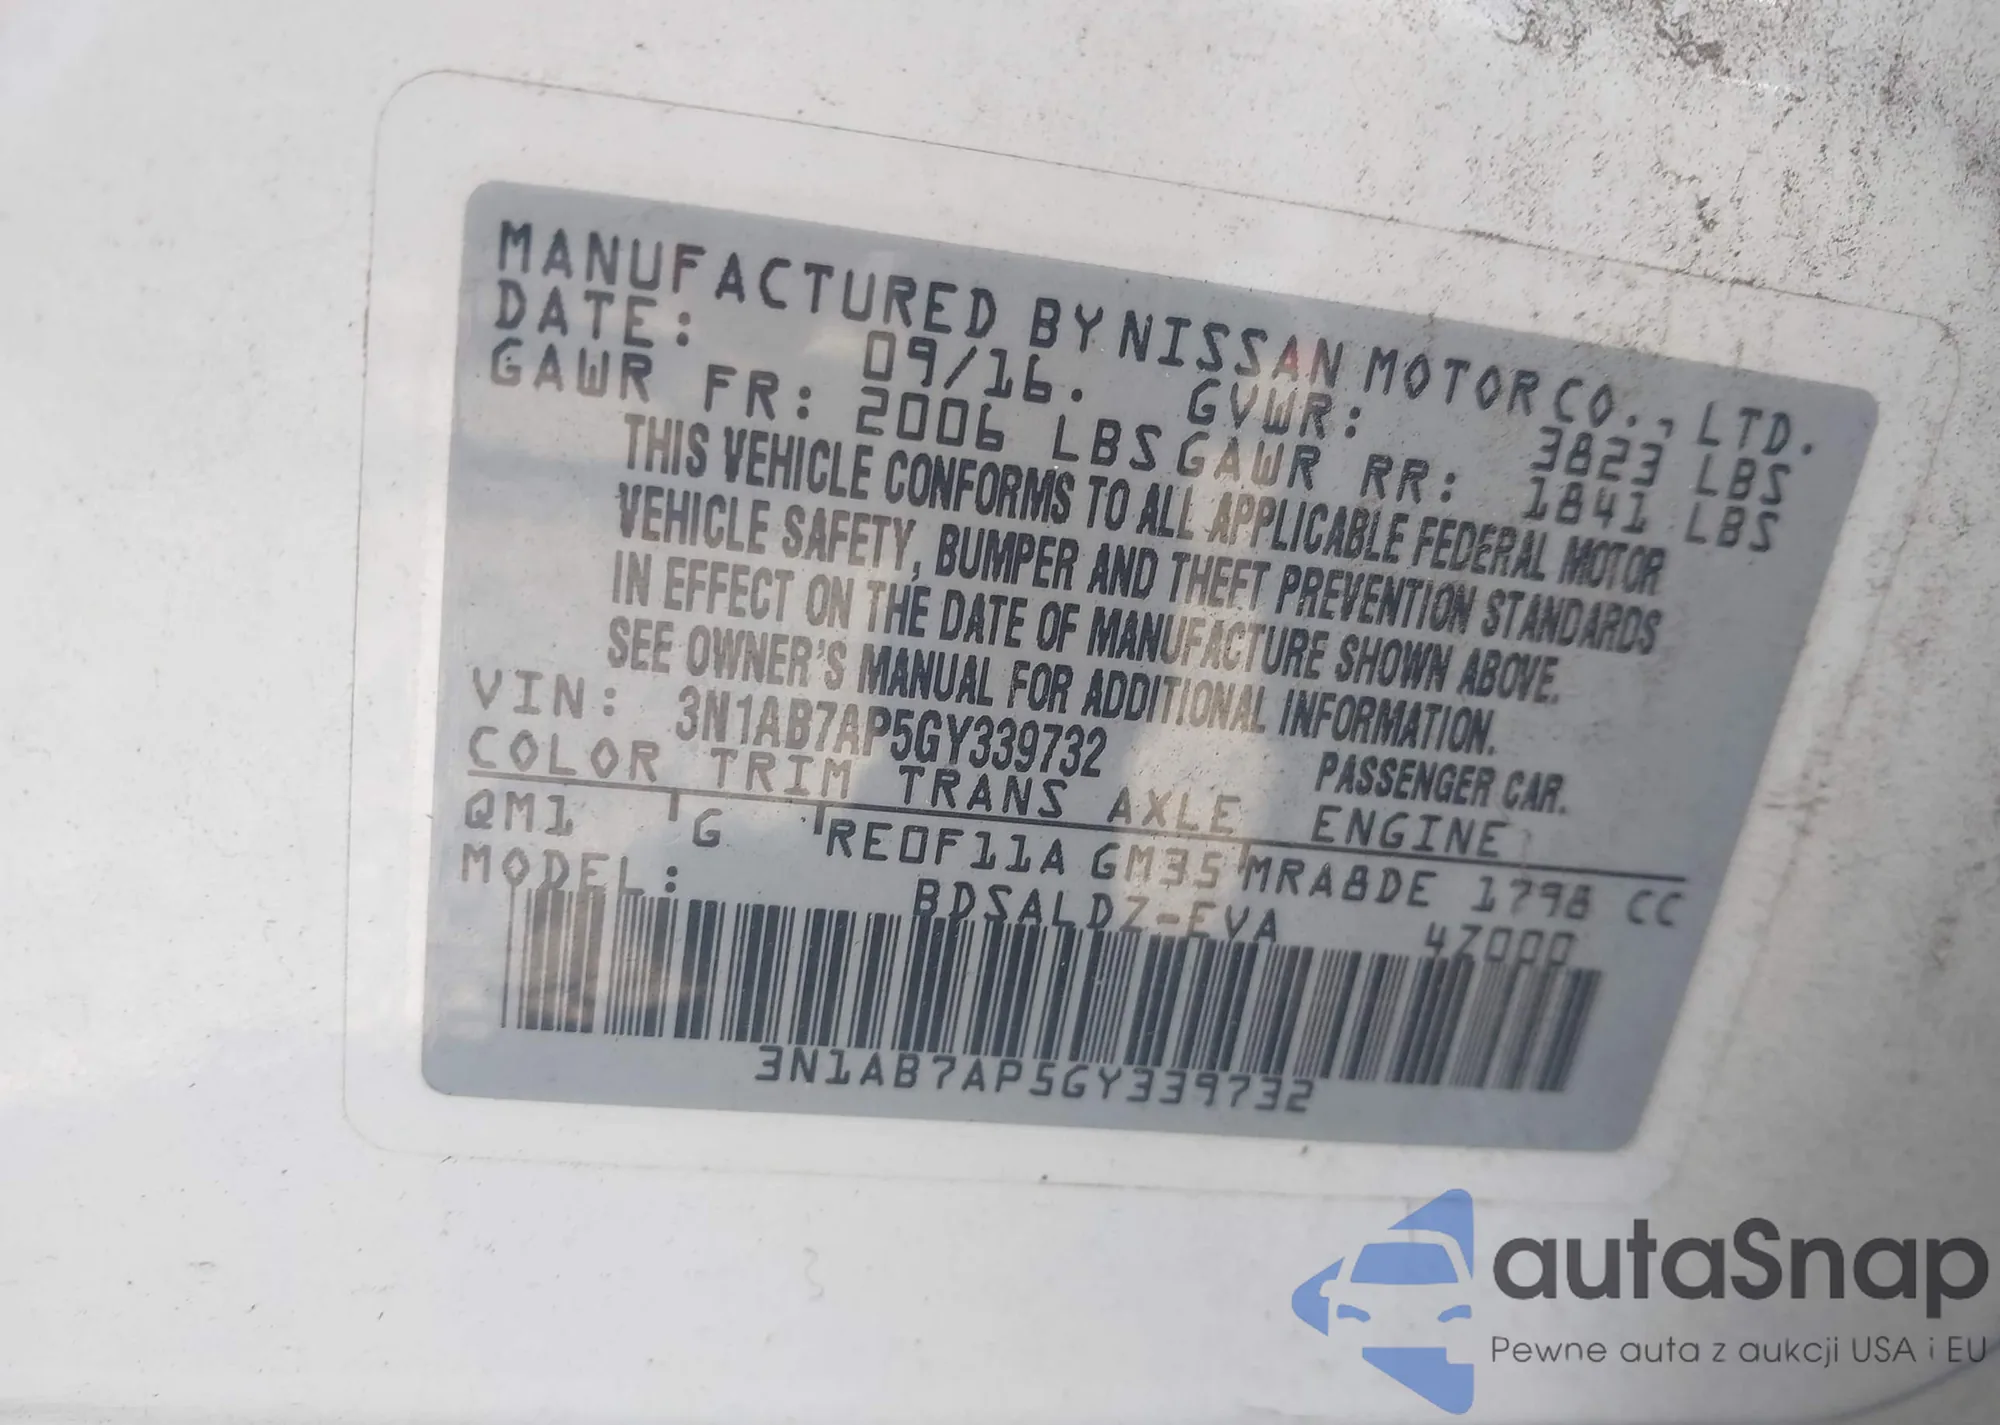 MANUFACTURED BY NISSAN MOTOR CO., LTD.
DATE: 09/16. GVWR: 3823 LBS
GAWR FR: 2006 LBS GAWR RR: 1841 LBS
THIS VEHICLE CONFORMS TO ALL APPLICABLE FEDERAL MOTOR
VEHICLE SAFETY, BUMPER AND THEFT PREVENTION STANDARDS
IN EFFECT ON THE DATE OF MANUFACTURE SHOWN ABOVE.
SEE OWNER'S MANUAL FOR ADDITIONAL INFORMATION.
VIN: 3N1AB7AP5GY339732 PASSENGER CAR.
COLOR TRIM TRANS AXLE ENGINE
QM1 G RE0F11A GM35 MRA8DE 1798 CC
MODEL: BDSALDZ-EVA 4Z000
3N1AB7AP5GY339732
autaSnap
Pewne auta z aukcji USA i EU